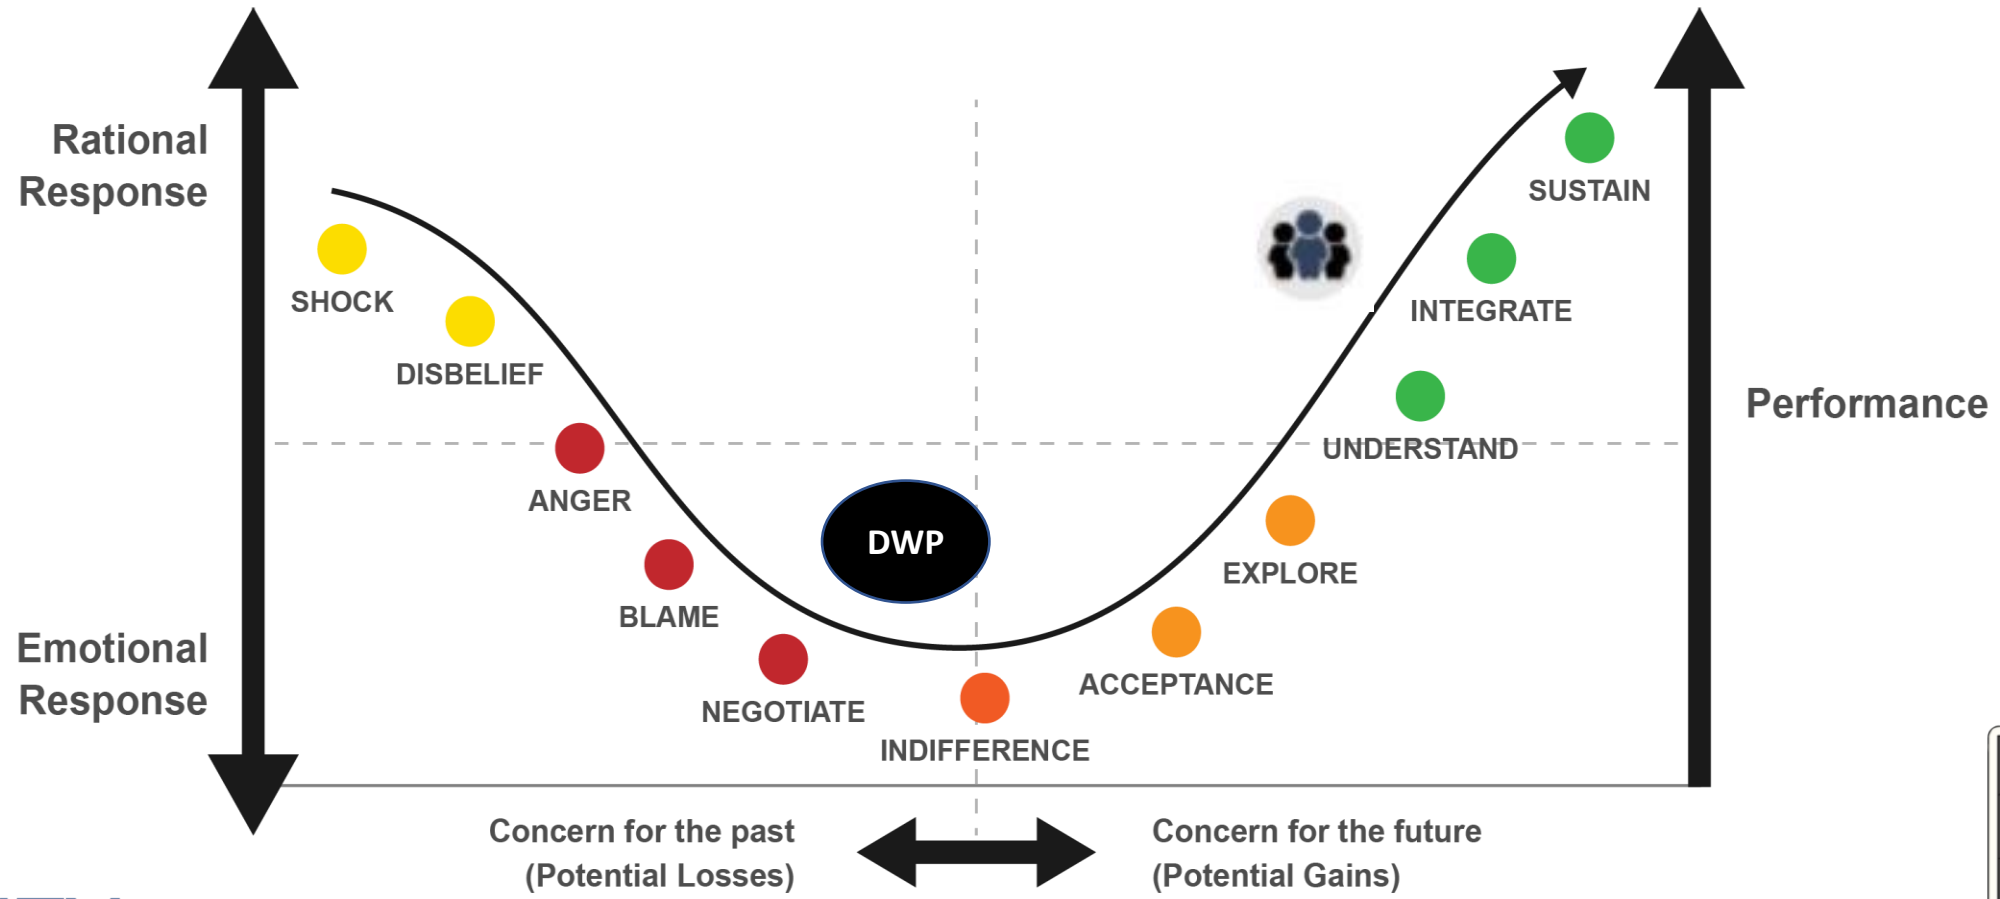 Rational
Response
SHOCK
DISBELIEF
ANGER
BLAME
NEGOTIATE
Emotional
Response
DWP
INDIFFERENCE
ACCEPTANCE
EXPLORE
UNDERSTAND
INTEGRATE
SUSTAIN
Performance
Concern for the past
(Potential Losses)
Concern for the future
(Potential Gains)